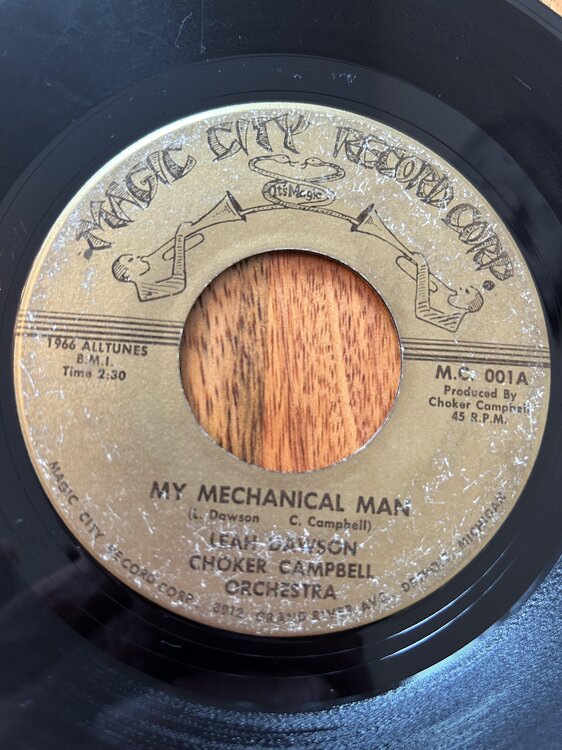 MAGIC CITY RECORD CORP.
It's Magic
1966 ALLTUNES
B.M.I.
Time 2:30
M.C. 001A
Produced By
Choker Campbell
45 R.P.M.
MY MECHANICAL MAN
(L. Dawson C. Campbell)
LEAH DAWSON
CHOKER CAMPBELL
ORCHESTRA
MAGIC CITY RECORD CORP. 8912 GRAND RIVER AVE., DETROIT, MICHIGAN